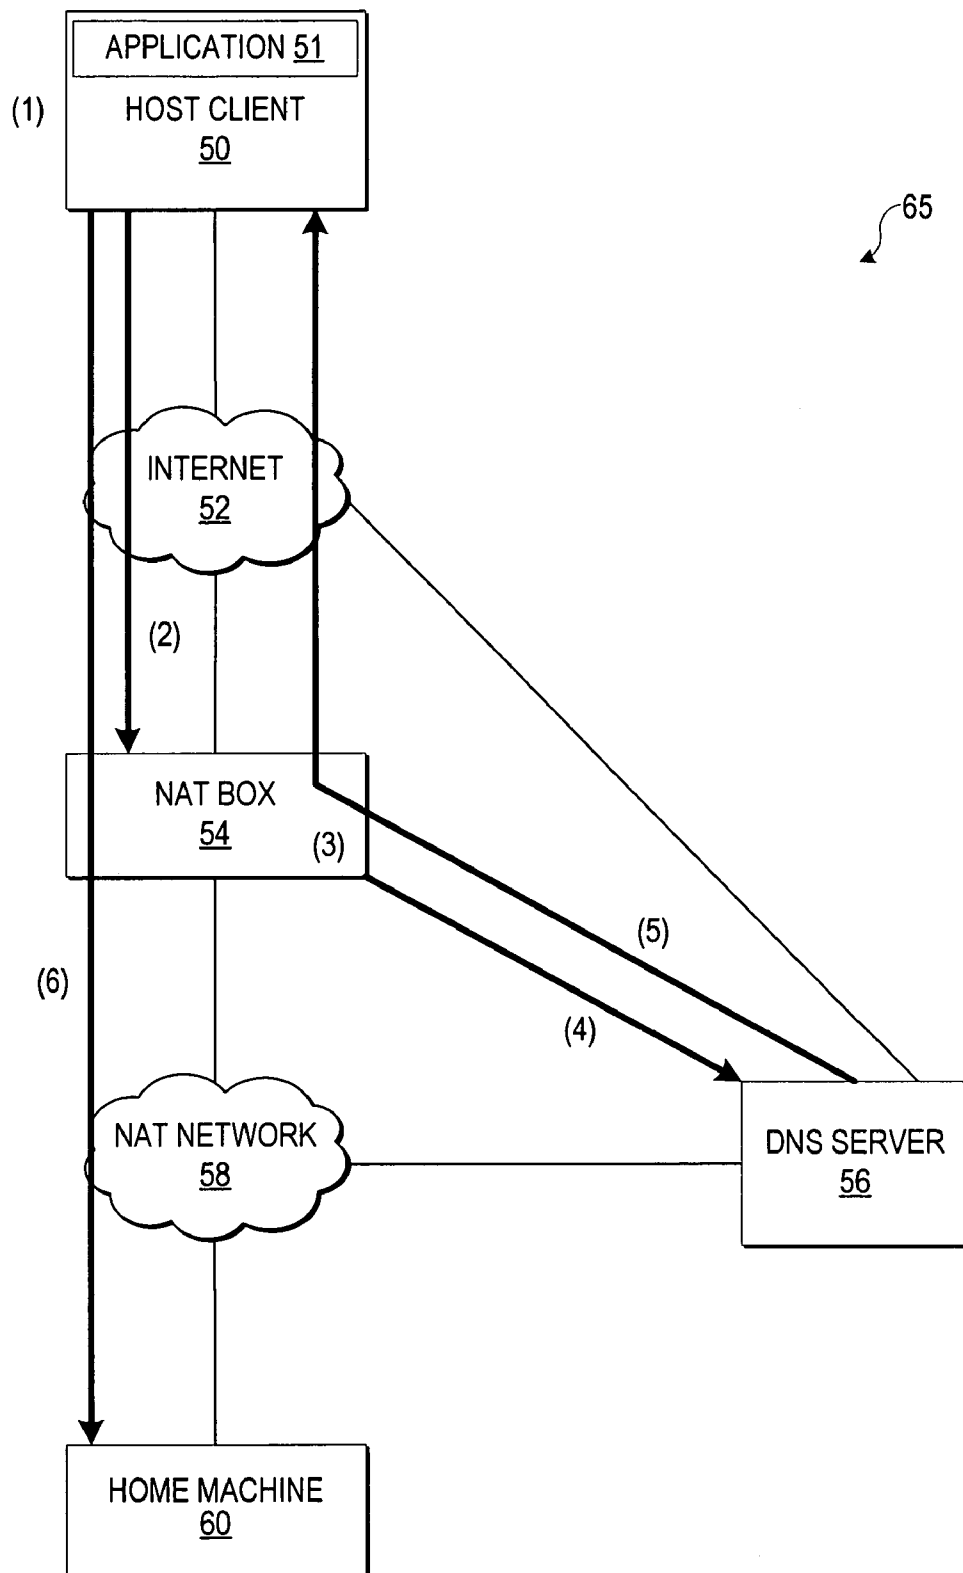 APPLICATION 51
(1)
HOST CLIENT
50
65
INTERNET
52
(2)
NAT BOX
54
(3)
(5)
(6)
(4)
NAT NETWORK
58
DNS SERVER
56
HOME MACHINE
60